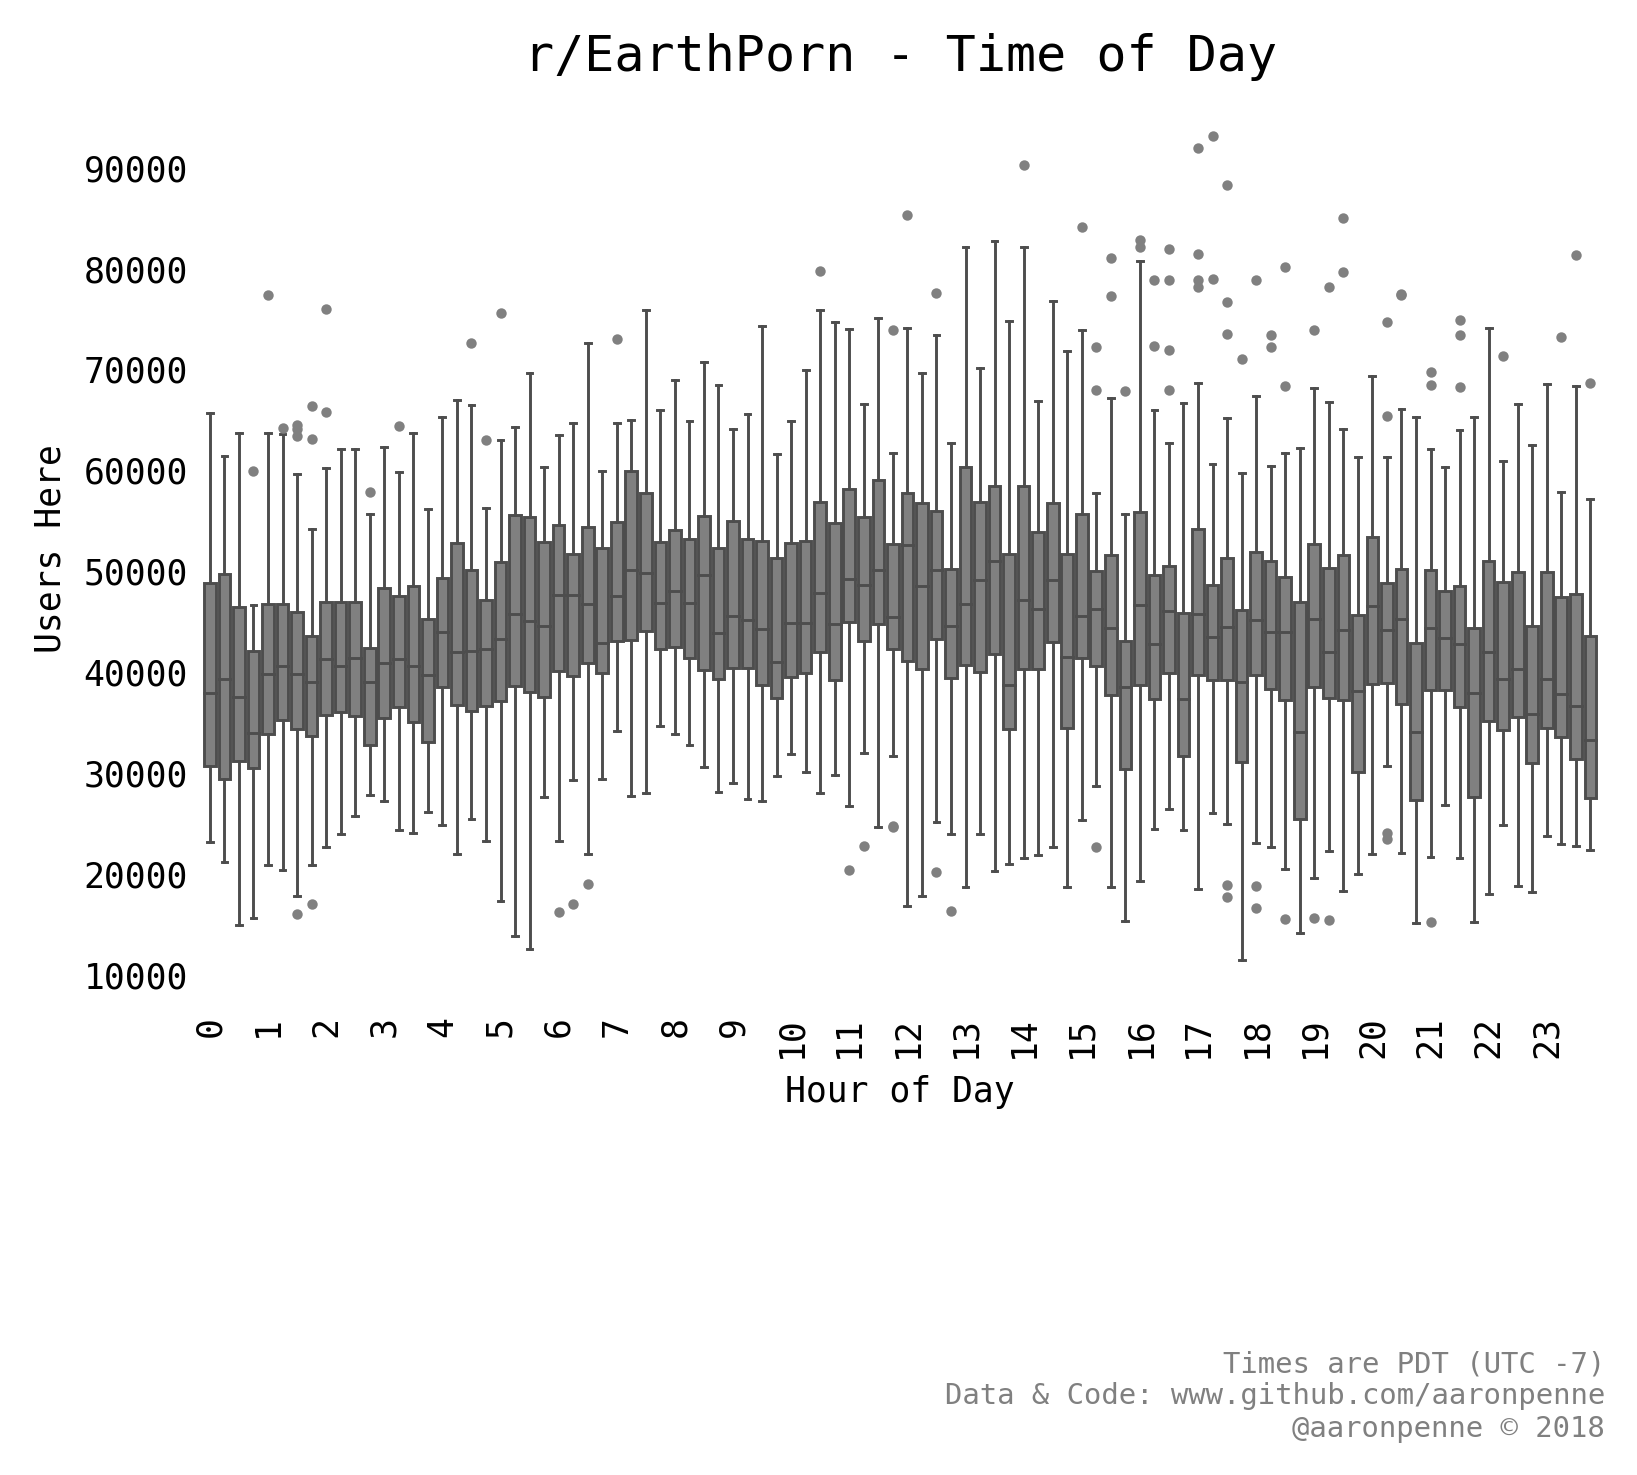 r/EarthPorn - Time of Day
90000
80000
70000
60000
50000
40000
30000
20000
10000
Users Here
0 1 2 3 4 5 6 7 8 9 10 11 12 13 14 15 16 17 18 19 20 21 22 23
Hour of Day
Times are PDT (UTC -7)
Data & Code: www.github.com/aaronpenne
@aaronpenne © 2018